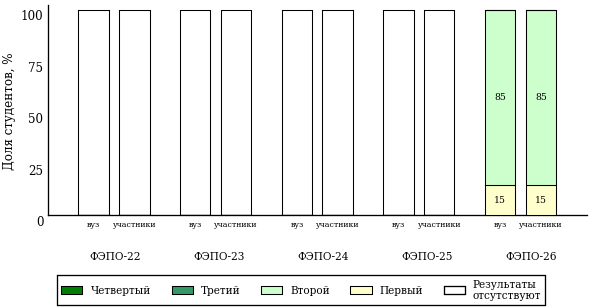 Доля студентов, %
100
75
50
25
0
85
85
15
15
вуз участники вуз участники вуз участники вуз участники вуз участники
ФЭПО-22 ФЭПО-23 ФЭПО-24 ФЭПО-25 ФЭПО-26
Четвертый Третий Второй Первый Результаты
отсутствуют